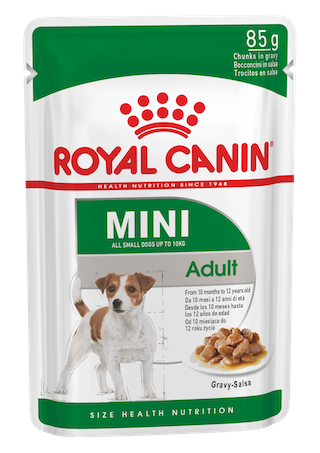 85g
Chunks in gravy
Bocconcini in salsa
Trocitos en salsa
ROYAL CANIN®
HEALTH NUTRITION SINCE 1968
MINI
ALL SMALL DOGS UP TO 10KG
Adult
From 10 months to 12 years old
Da 10 mesi a 12 anni di età
Desde los 10 meses hasta
los 12 años de edad
Od 10 miesiąca do
12 roku życia
Gravy-Salsa
SIZE HEALTH NUTRITION